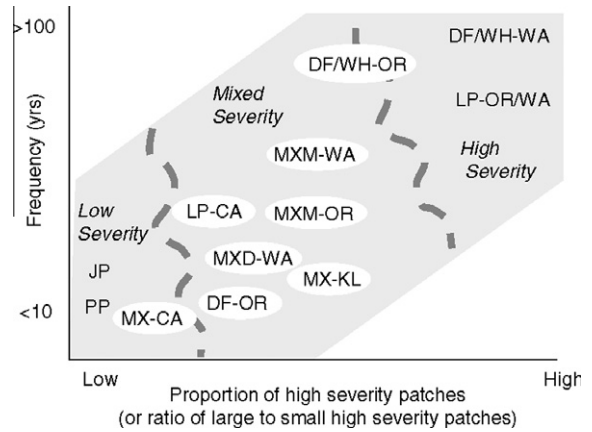 >100
DF/WH-WA
DF/WH-OR
Mixed
Severity
LP-OR/WA
Frequency (yrs)
MXM-WA
High
Severity
Low
Severity
LP-CA
MXM-OR
MXD-WA
JP
MX-KL
PP
DF-OR
<10
MX-CA
Low
High
Proportion of high severity patches
(or ratio of large to small high severity patches)